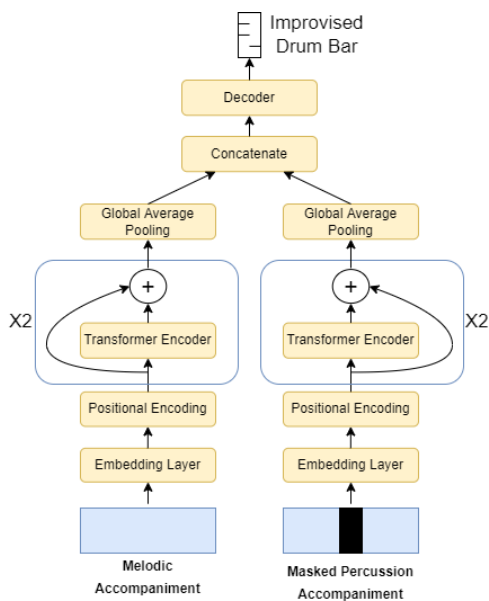 Improvised
Drum Bar
Decoder
Concatenate
Global Average
Pooling
Global Average
Pooling
+
+
X2
X2
Transformer Encoder
Transformer Encoder
Positional Encoding
Positional Encoding
Embedding Layer
Embedding Layer
Melodic
Accompaniment
Masked Percussion
Accompaniment